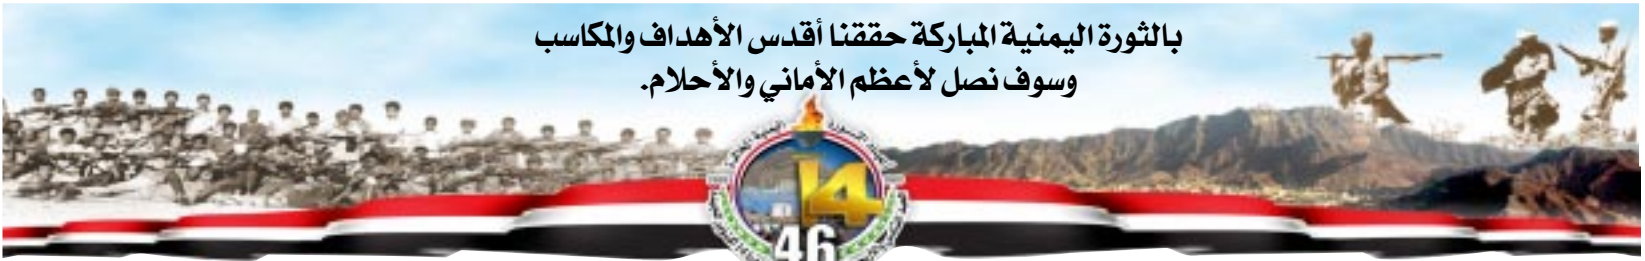 بالثورة اليمنية المباركة حققنا أقدس الأهداف والمكاسب
وسوف نصل لأعظم الأماني والأحلام.
14
46